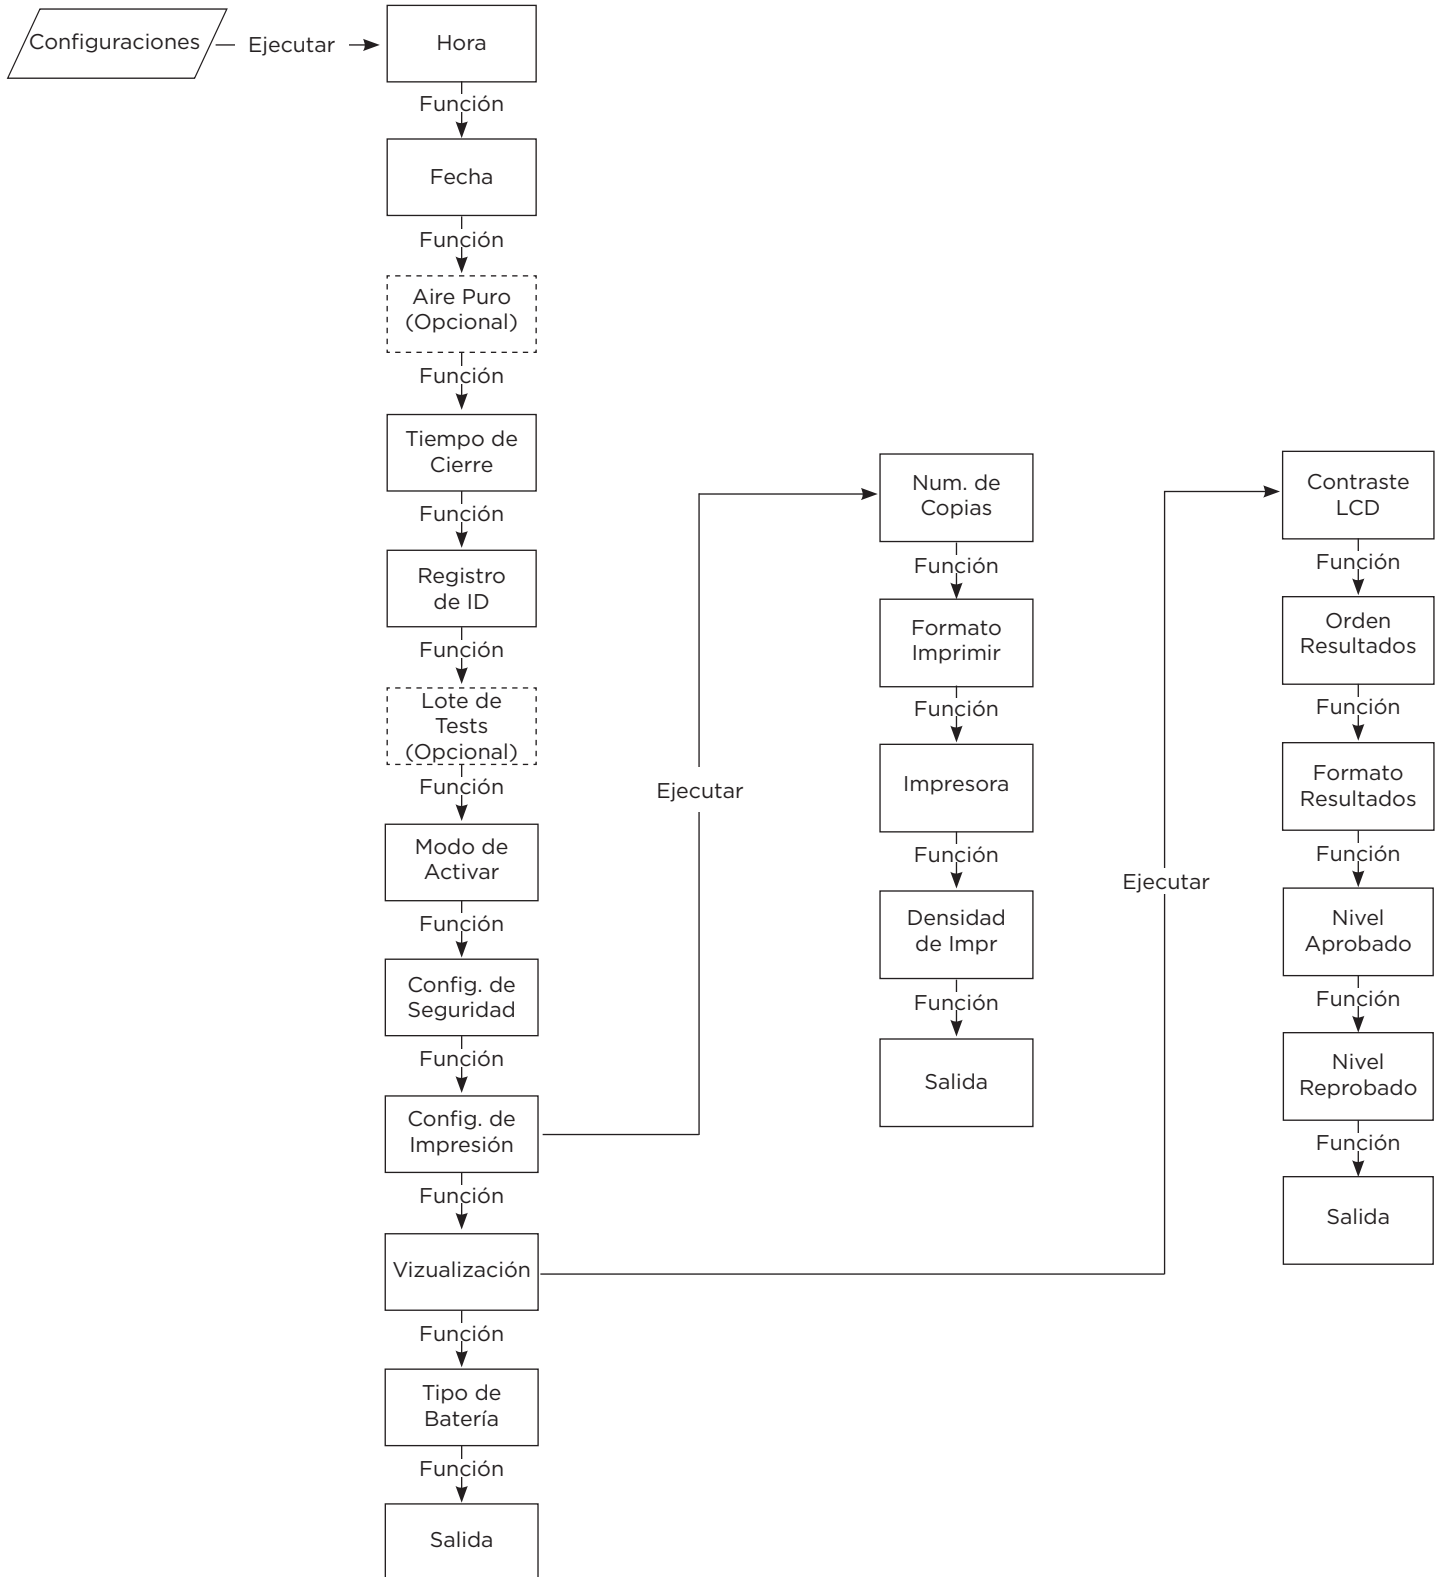 Configuraciones
Ejecutar
Hora
Función
Fecha
Función
Aire Puro
(Opcional)
Función
Tiempo de
Cierre
Función
Registro
de ID
Función
Lote de
Tests
(Opcional)
Función
Modo de
Activar
Función
Config. de
Seguridad
Función
Config. de
Impresión
Función
Vizualización
Función
Tipo de
Batería
Función
Salida
Ejecutar
Num. de
Copias
Función
Formato
Imprimir
Función
Impresora
Función
Densidad
de Impr
Función
Salida
Ejecutar
Contraste
LCD
Función
Orden
Resultados
Función
Formato
Resultados
Función
Nivel
Aprobado
Función
Nivel
Reprobado
Función
Salida